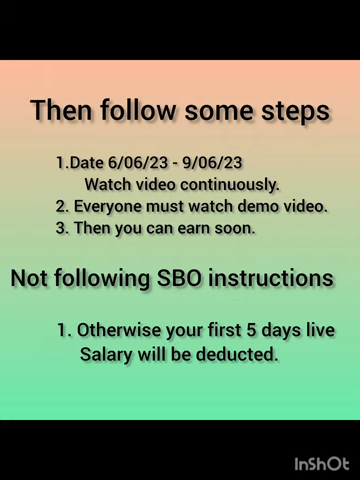 Then follow some steps
1.Date 6/06/23 - 9/06/23
Watch video continuously.
2. Everyone must watch demo video.
3. Then you can earn soon.
Not following SBO instructions
1. Otherwise your first 5 days live
Salary will be deducted.
InShOt